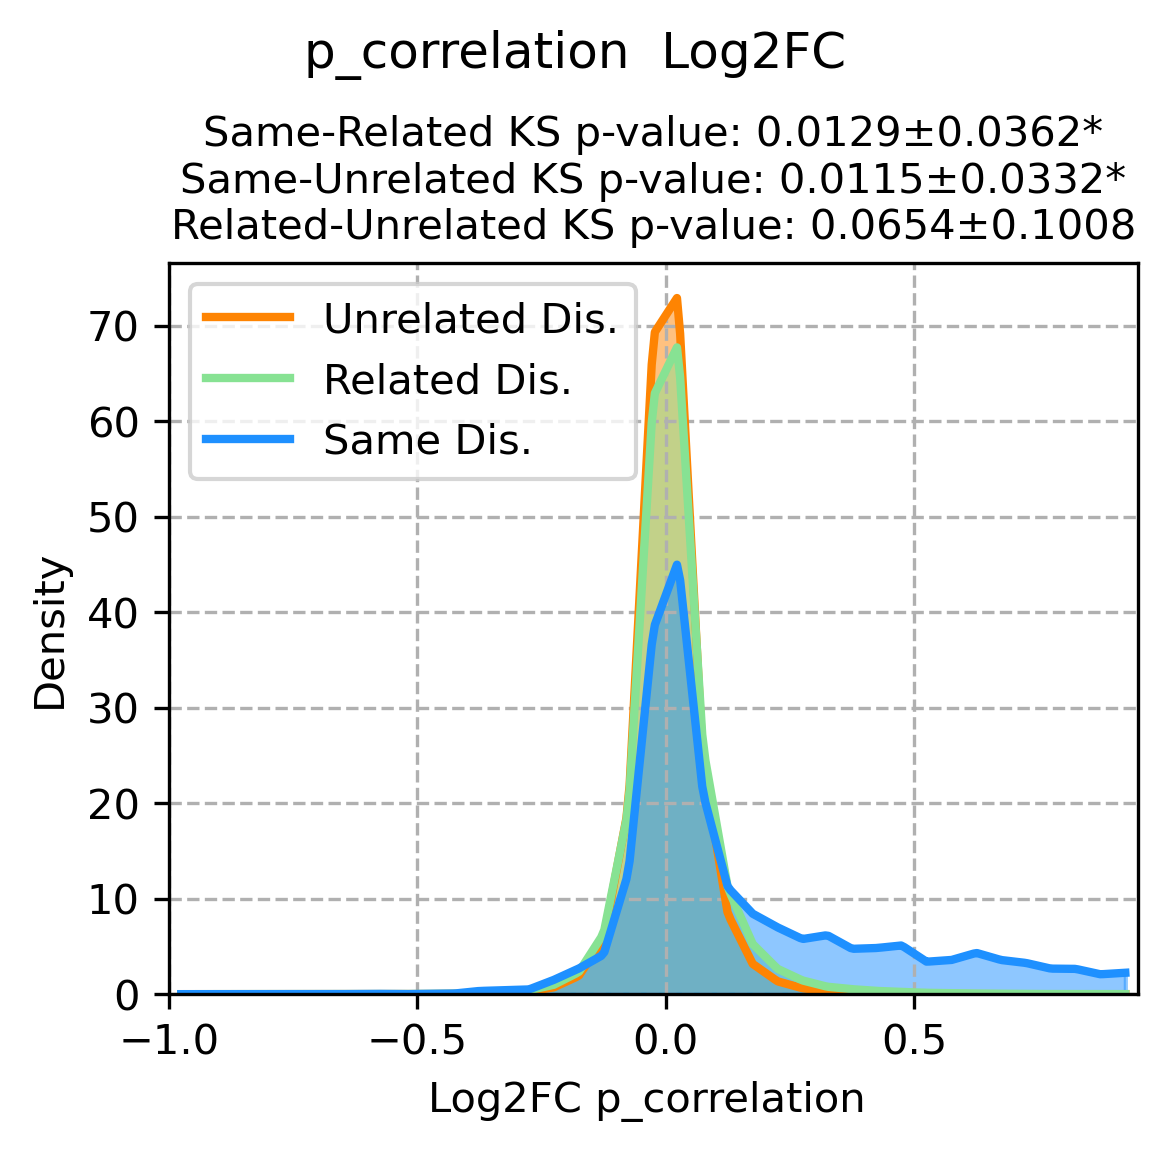 p_correlation  Log2FC
Same-Related KS p-value: 0.0129±0.0362*
Same-Unrelated KS p-value: 0.0115±0.0332*
Related-Unrelated KS p-value: 0.0654±0.1008
Unrelated Dis.
Related Dis.
Same Dis.
70
60
50
40
30
20
10
0
Density
−1.0
−0.5
0.0
0.5
Log2FC p_correlation